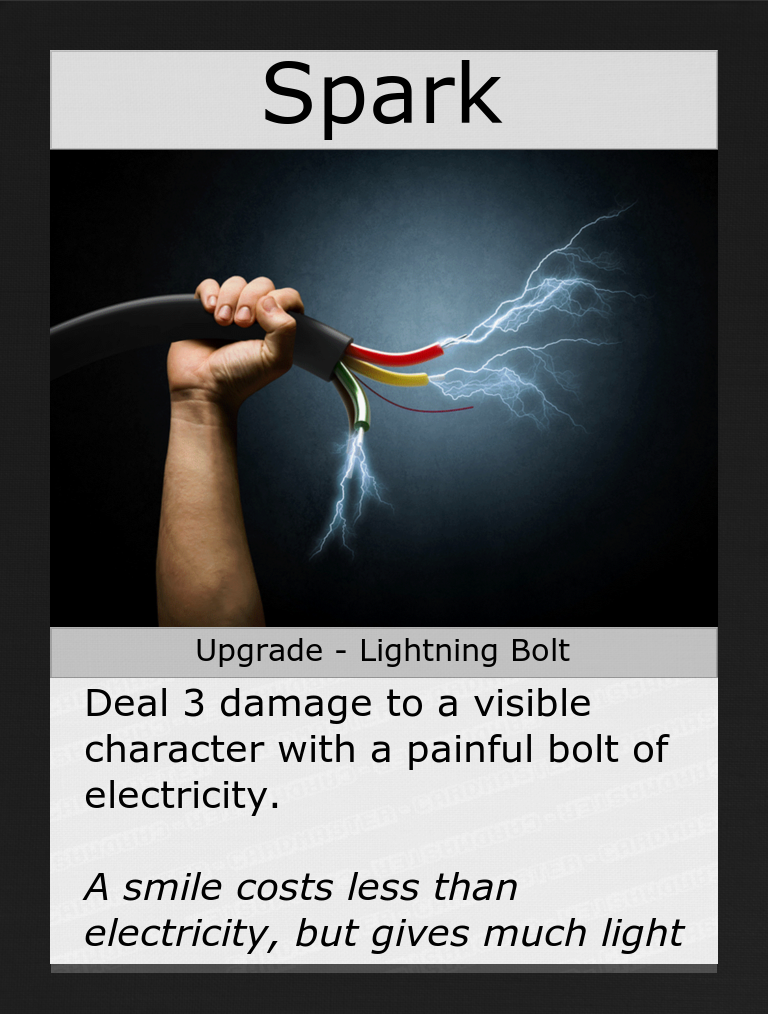 Spark
Upgrade - Lightning Bolt
Deal 3 damage to a visible
character with a painful bolt of
electricity.
A smile costs less than
electricity, but gives much light